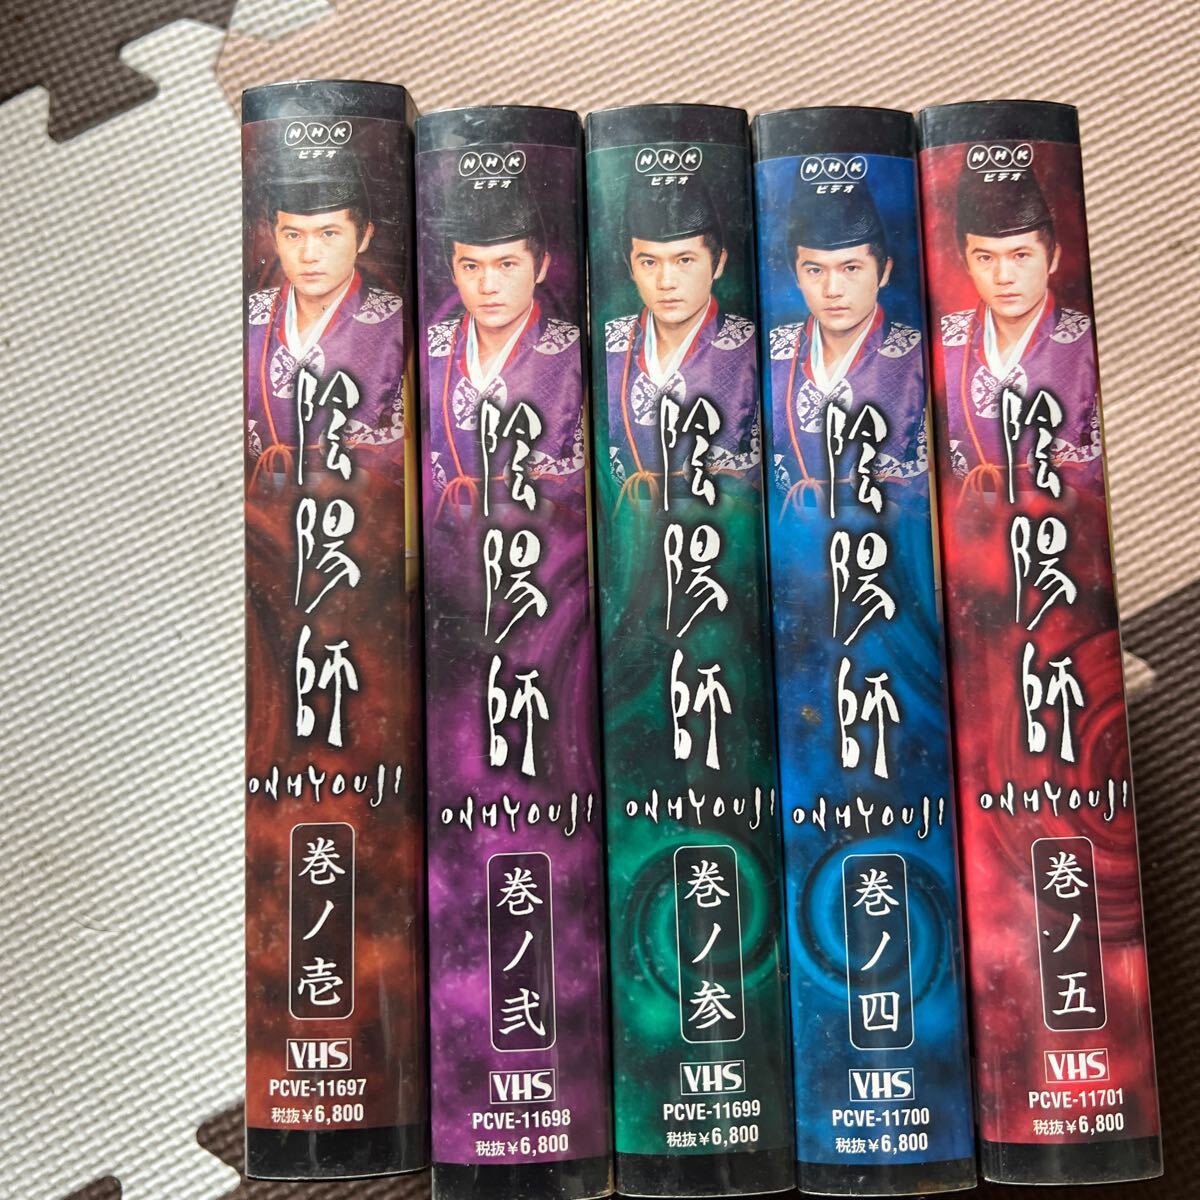 NHK
ビデオ
陰陽師
ONMYOUJI
巻ノ壱
VHS
PCVE-11697
税抜¥6,800
NHK
ビデオ
陰陽師
ONMYOUJI
巻ノ弐
VHS
PCVE-11698
税抜¥6,800
NHK
ビデオ
陰陽師
ONMYOUJI
巻ノ参
VHS
PCVE-11699
税抜¥6,800
NHK
ビデオ
陰陽師
ONMYOUJI
巻ノ四
VHS
PCVE-11700
税抜¥6,800
NHK
ビデオ
陰陽師
ONMYOUJI
巻ノ五
VHS
PCVE-11701
税抜¥6,800